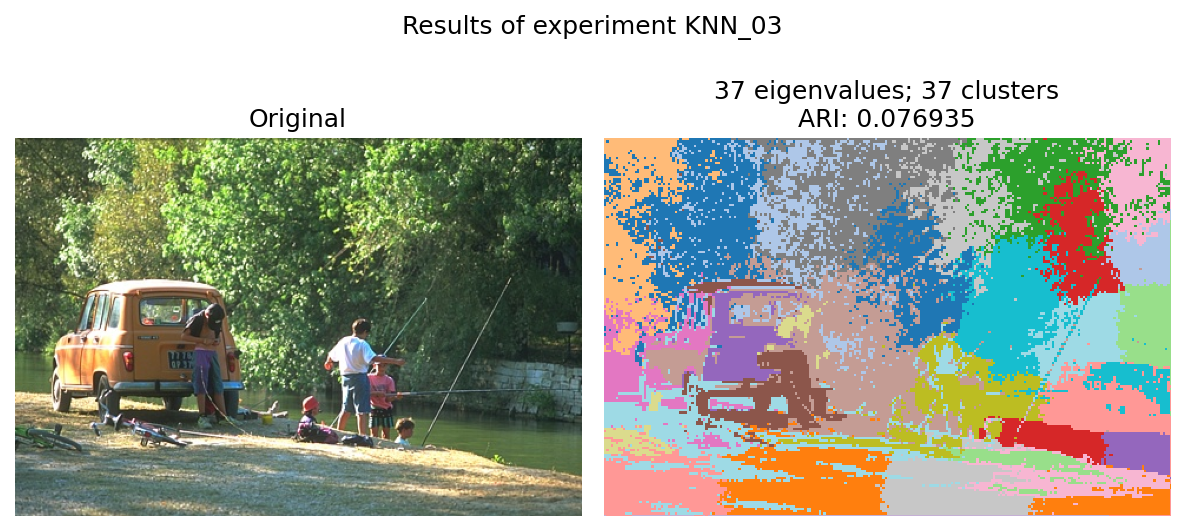 Results of experiment KNN_03
Original
37 eigenvalues; 37 clusters
ARI: 0.076935